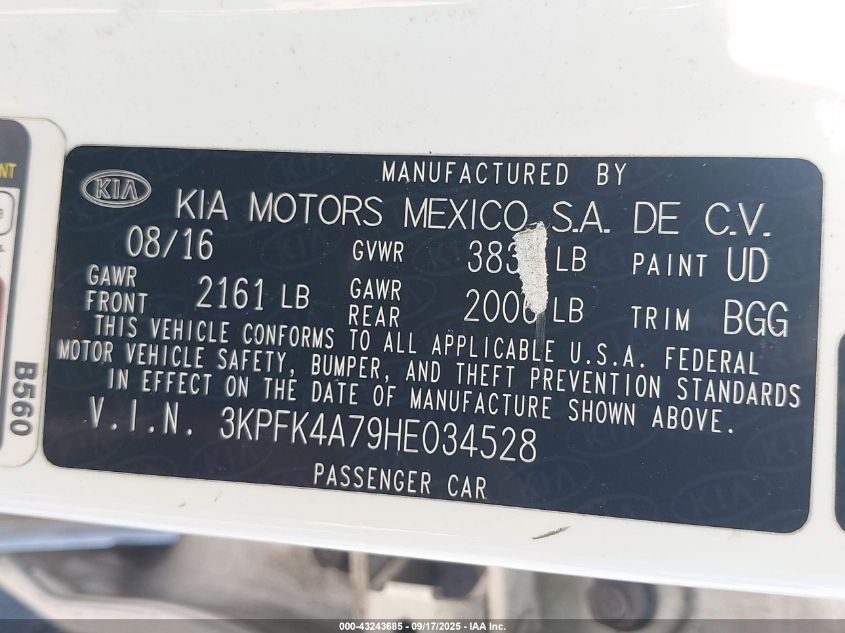 MANUFACTURED BY
KIA
KIA MOTORS MEXICO S.A. DE C.V.
08/16 GVWR LB PAINT UD
GAWR FRONT 2161 LB GAWR REAR LB TRIM BGG
THIS VEHICLE CONFORMS TO ALL APPLICABLE U.S.A. FEDERAL
MOTOR VEHICLE SAFETY, BUMPER, AND THEFT PREVENTION STANDARDS
IN EFFECT ON THE DATE OF MANUFACTURE SHOWN ABOVE.
V.I.N. 3KPFK4A79HE034528
PASSENGER CAR
B560
NT
000-43243685 - 09/17/2025 - IAA, Inc.